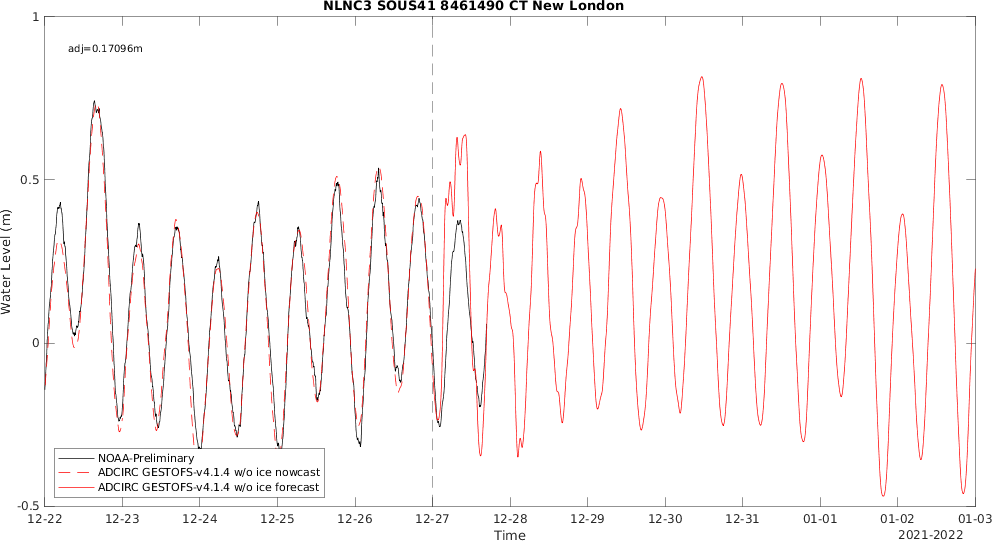 NLNC3 SOUS41 8461490 CT New London
adj=0.17096m
1
0.5
0
-0.5
Water Level (m)
NOAA-Preliminary
ADCIRC GESTOFS-v4.1.4 w/o ice nowcast
ADCIRC GESTOFS-v4.1.4 w/o ice forecast
12-22 12-23 12-24 12-25 12-26 12-27 12-28 12-29 12-30 12-31 01-01 01-02 01-03
Time
2021-2022